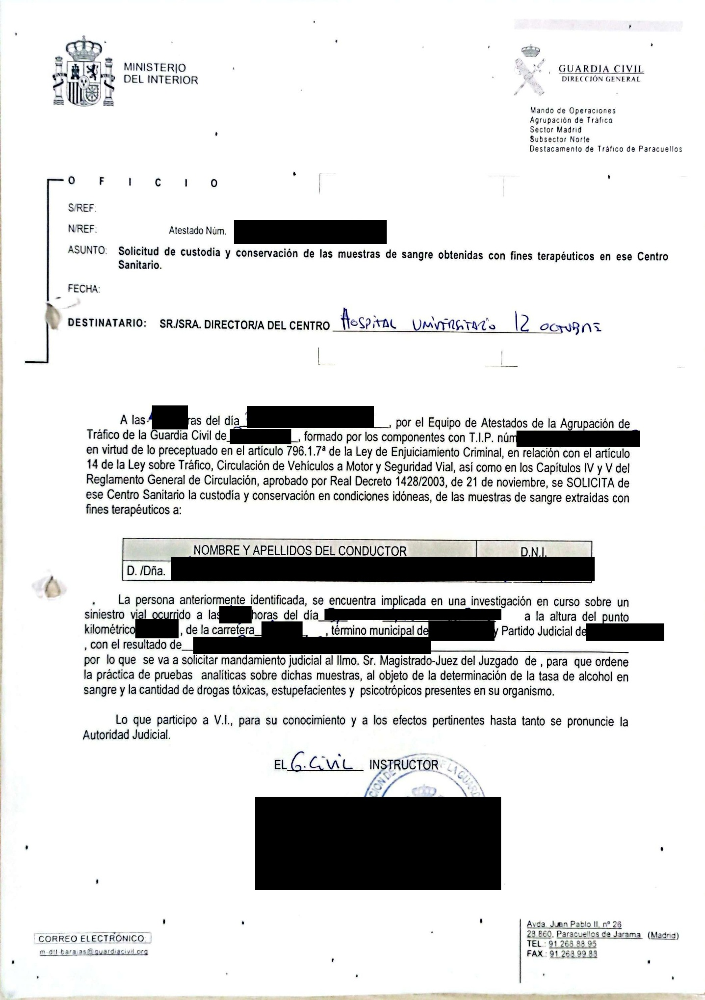 MINISTERIO
DEL INTERIOR
GUARDIA CIVIL
DIRECCIÓN GENERAL
Mando de Operaciones
Agrupación de Tráfico
Sector Madrid
Subsector Norte
Destacamento de Tráfico de Paracuellos
O F I C I O
S/REF:
N/REF: Atestado Núm.
ASUNTO: Solicitud de custodia y conservación de las muestras de sangre obtenidas con fines terapéuticos en ese Centro
Sanitario.
FECHA:
DESTINATARIO: SR./SRA. DIRECTOR/A DEL CENTRO HOSPITAL UNIVERSITARIO 12 OCTUBRE
A las ras del día , por el Equipo de Atestados de la Agrupación de
Tráfico de la Guardia Civil de , formado por los componentes con T.I.P. núm
en virtud de lo preceptuado en el artículo 796.1.7ª de la Ley de Enjuiciamiento Criminal, en relación con el artículo
14 de la Ley sobre Tráfico, Circulación de Vehículos a Motor y Seguridad Vial, así como en los Capítulos IV y V del
Reglamento General de Circulación, aprobado por Real Decreto 1428/2003, de 21 de noviembre, se SOLICITA de
ese Centro Sanitario la custodía y conservación en condiciones idóneas, de las muestras de sangre extraídas con
fines terapéuticos a:
NOMBRE Y APELLIDOS DEL CONDUCTOR D.N.I.
D. /Dña.
La persona anteriormente identificada, se encuentra implicada en una investigación en curso sobre un
siniestro vial ocurrido a las horas del día a la altura del punto
kilométrico , de la carretera , término municipal de y Partido Judicial de
, con el resultado de
por lo que se va a solicitar mandamiento judicial al Ilmo. Sr. Magistrado-Juez del Juzgado de , para que ordene
la práctica de pruebas analíticas sobre dichas muestras, al objeto de la determinación de la tasa de alcohol en
sangre y la cantidad de drogas tóxicas, estupefacientes y psicotrópicos presentes en su organismo.
Lo que participo a V.I., para su conocimiento y a los efectos pertinentes hasta tanto se pronuncie la
Autoridad Judicial.
EL G. Civil INSTRUCTOR
DE LA GUARD
CORREO ELECTRÓNICO
m-dtt-barajas@guardiacivil.org
Avda. Juan Pablo II, nº 26
28.860, Paracuellos de Jarama (Madrid)
TEL.: 91 268 88 95
FAX.: 91 268 99 88